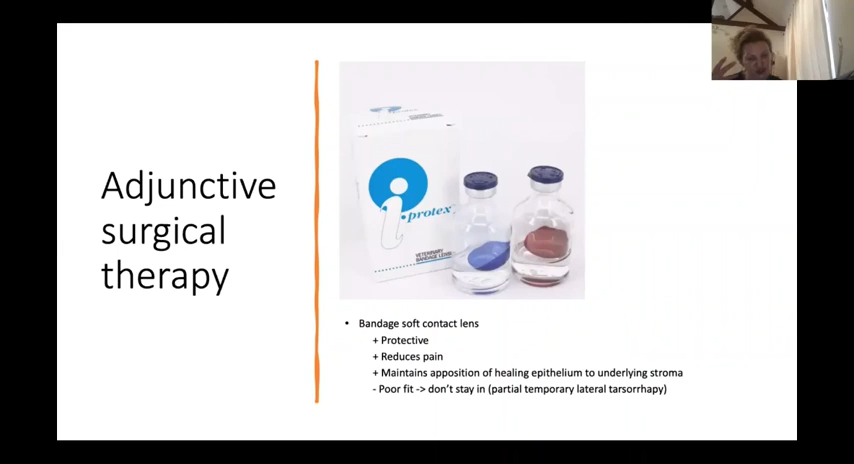 Adjunctive
surgical
therapy
protex
i-protex
VETERINARY
BANDAGE LENS
• Bandage soft contact lens
+ Protective
+ Reduces pain
+ Maintains apposition of healing epithelium to underlying stroma
- Poor fit -> don't stay in (partial temporary lateral tarsorrhapy)